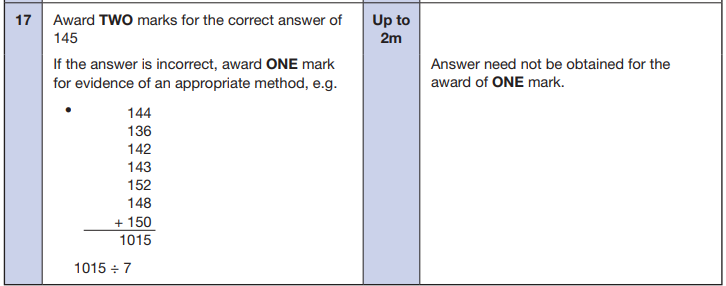 17 Award TWO marks for the correct answer of Up to
145 2m
If the answer is incorrect, award ONE mark Answer need not be obtained for the
for evidence of an appropriate method, e.g. award of ONE mark.
• 144
136
142
143
152
148
+ 150
1015
1015 ÷ 7